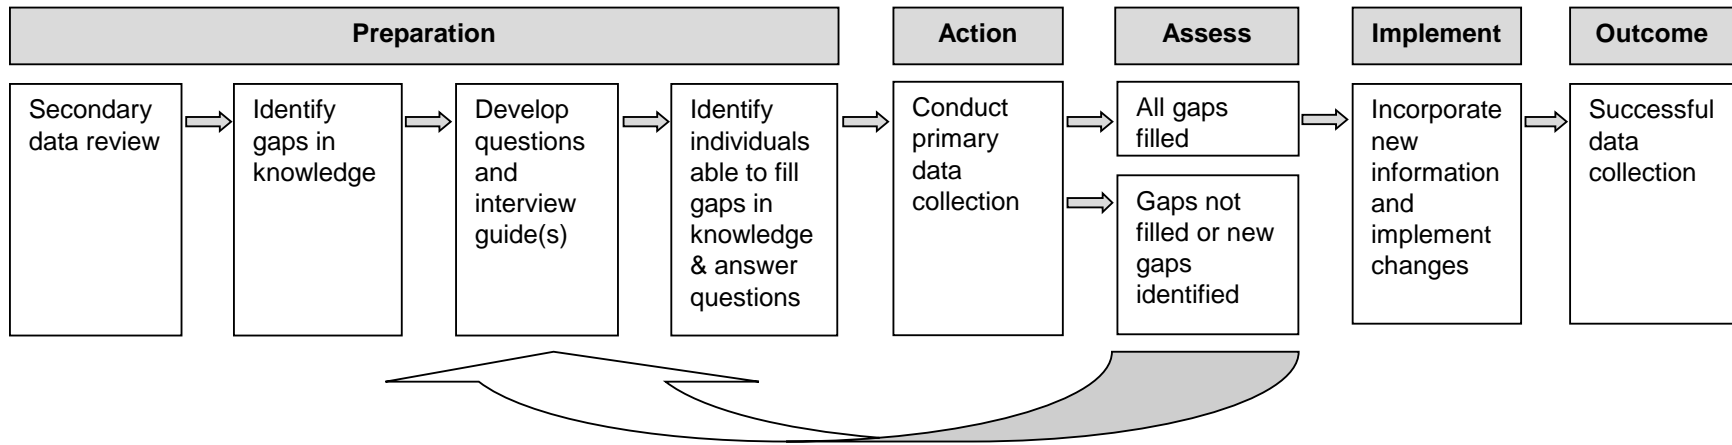 Preparation
Action
Assess
Implement
Outcome
Secondary
data review
Identify
gaps in
knowledge
Develop
questions
and
interview
guide(s)
Identify
individuals
able to fill
gaps in
knowledge
& answer
questions
Conduct
primary
data
collection
All gaps
filled
Gaps not
filled or new
gaps
identified
Incorporate
new
information
and
implement
changes
Successful
data
collection